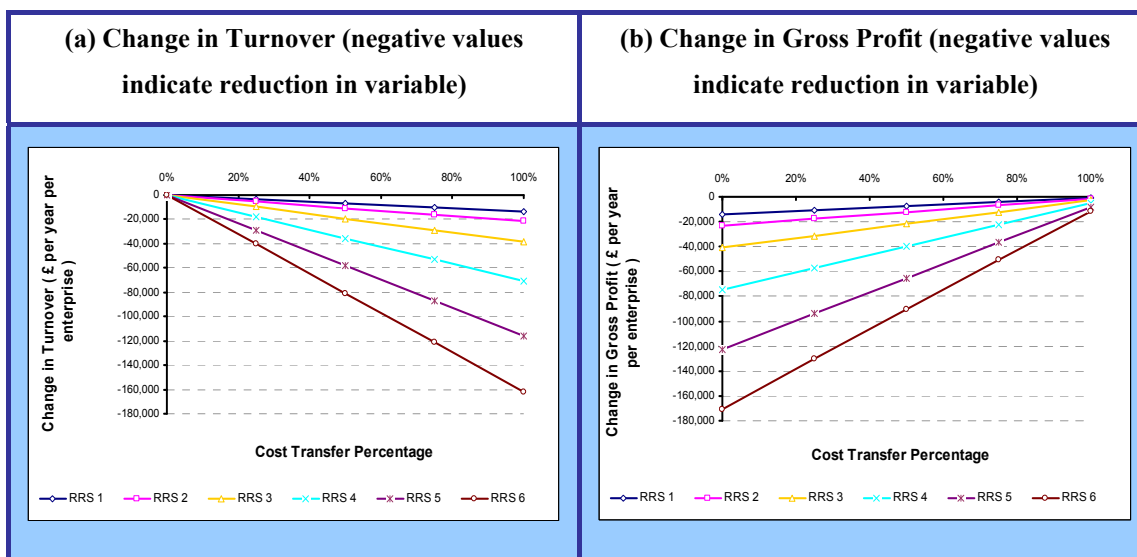 (a) Change in Turnover (negative values
indicate reduction in variable)
(b) Change in Gross Profit (negative values
indicate reduction in variable)
0% 20% 40% 60% 80% 100%
0
-20,000
-40,000
-60,000
-80,000
-100,000
-120,000
-140,000
-160,000
-180,000
Change in Turnover ( £ per year per
enterprise )
Cost Transfer Percentage
RRS 1 RRS 2 RRS 3 RRS 4 RRS 5 RRS 6
0% 20% 40% 60% 80% 100%
0
-20,000
-40,000
-60,000
-80,000
-100,000
-120,000
-140,000
-160,000
-180,000
Change in Gross Profit ( £ per year
per enterprise )
Cost Transfer Percentage
RRS 1 RRS 2 RRS 3 RRS 4 RRS 5 RRS 6